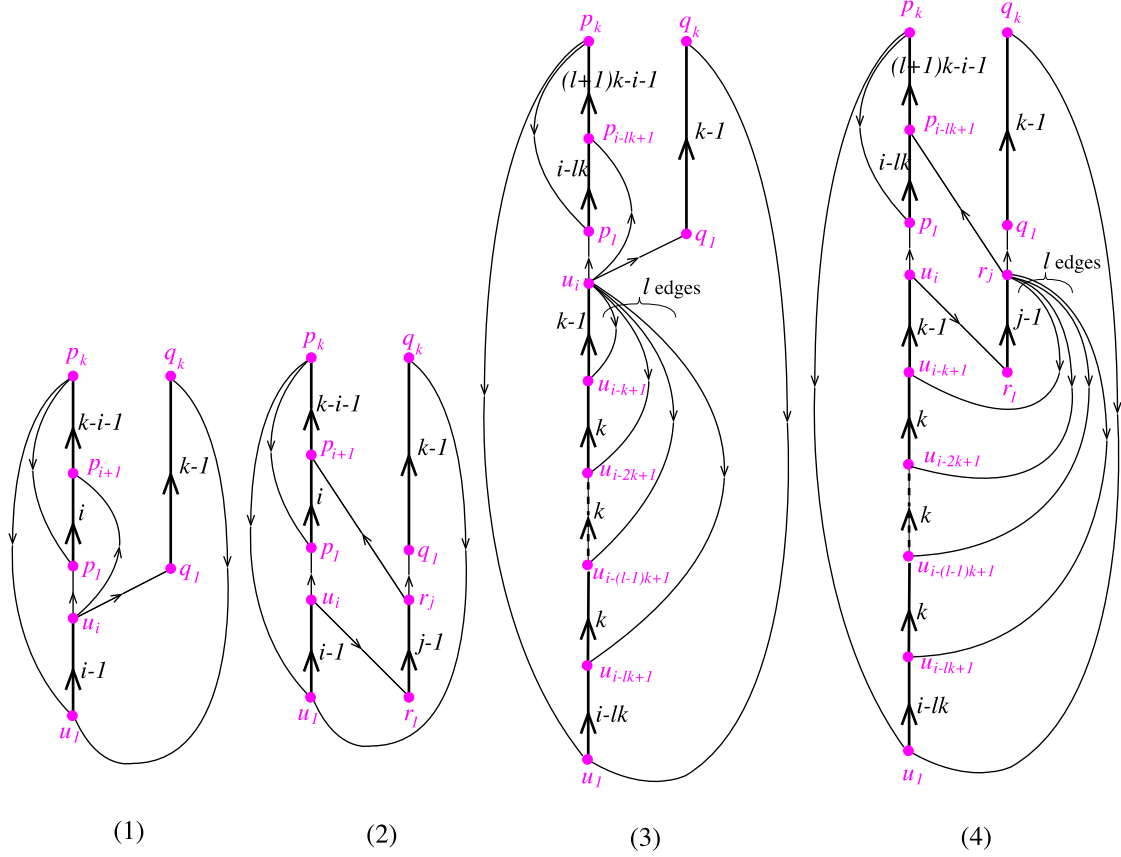 p_k q_k
k-i-1
p_{i+1} k-1
i
p_1 q_1
u_i
i-1
u_1
(1)
p_k q_k
k-i-1
p_{i+1} k-1
i
p_1 q_1
u_i r_j
i-1 j-1
u_1 r_1
(2)
p_k q_k
(l+1)k-i-1
p_{i-lk+1} k-1
i-lk
p_1 q_1
u_i l edges
k-1
u_{i-k+1}
k
u_{i-2k+1}
k
u_{i-(l-1)k+1}
k
u_{i-lk+1}
i-lk
u_1
(3)
p_k q_k
(l+1)k-i-1
p_{i-lk+1} k-1
i-lk
p_1 q_1
u_i r_j l edges
k-1 j-1
u_{i-k+1} r_1
k
u_{i-2k+1}
k
u_{i-(l-1)k+1}
k
u_{i-lk+1}
i-lk
u_1
(4)